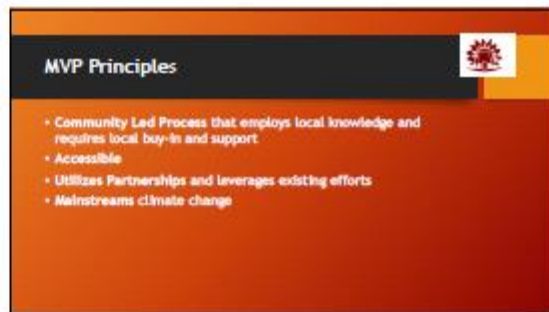 MVP Principles
• Community Led Process that employs local knowledge and
requires local buy-in and support
• Accessible
• Utilizes Partnerships and leverages existing efforts
• Mainstreams climate change